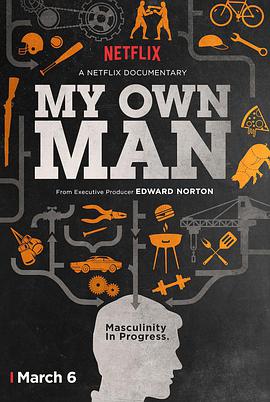 NETFLIX
A NETFLIX DOCUMENTARY
MY OWN
MAN
From Executive Producer EDWARD NORTON
Masculinity
In Progress.
March 6